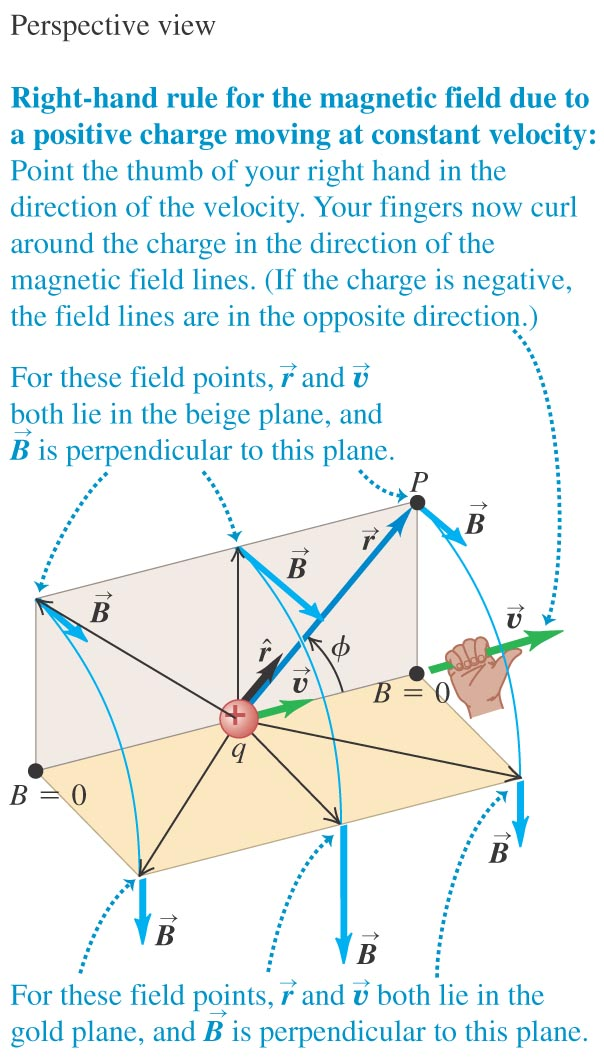 Perspective view
Right-hand rule for the magnetic field due to
a positive charge moving at constant velocity:
Point the thumb of your right hand in the
direction of the velocity. Your fingers now curl
around the charge in the direction of the
magnetic field lines. (If the charge is negative,
the field lines are in the opposite direction.)
For these field points, r⃗ and v⃗
both lie in the beige plane, and
B⃗ is perpendicular to this plane.
P
B⃗
r⃗
B⃗
B⃗
v⃗
r̂
ϕ
v⃗
B = 0
+
q
B = 0
B⃗
B⃗
B⃗
For these field points, r⃗ and v⃗ both lie in the
gold plane, and B⃗ is perpendicular to this plane.